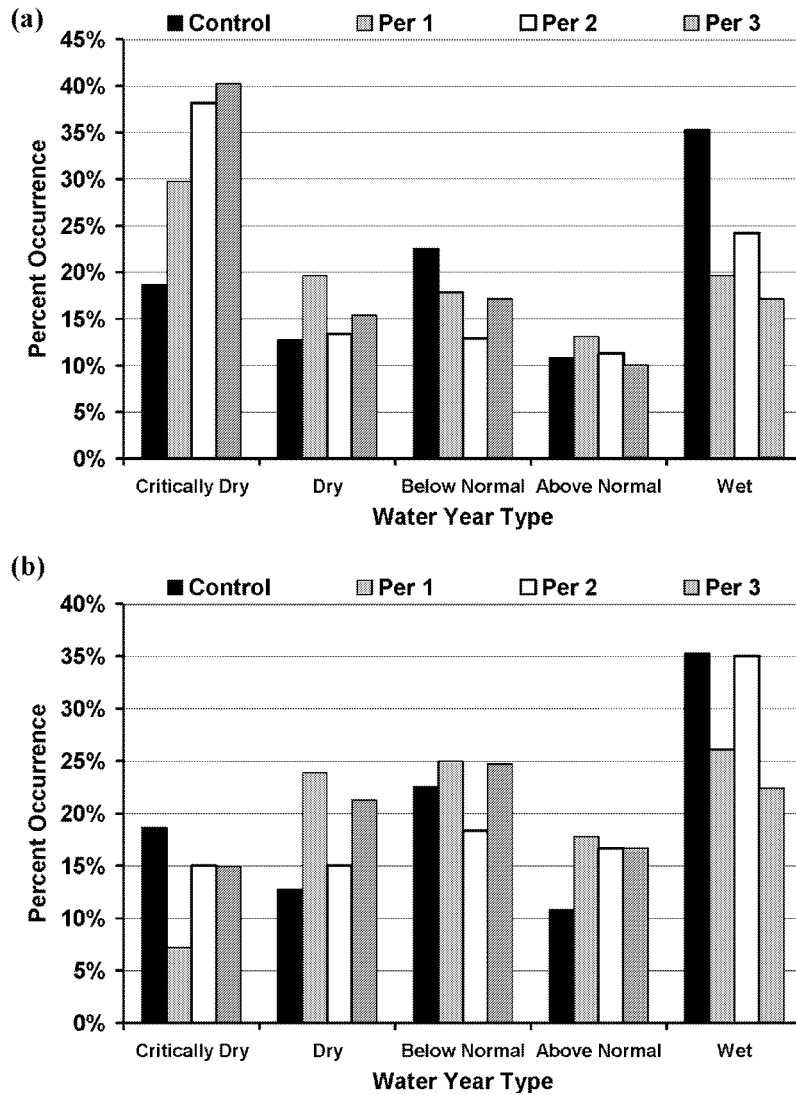 (a)
Control Per 1 Per 2 Per 3
45%
40%
35%
30%
25%
20%
15%
10%
5%
0%
Percent Occurrence
Critically Dry Dry Below Normal Above Normal Wet
Water Year Type
(b)
Control Per 1 Per 2 Per 3
40%
35%
30%
25%
20%
15%
10%
5%
0%
Percent Occurrence
Critically Dry Dry Below Normal Above Normal Wet
Water Year Type